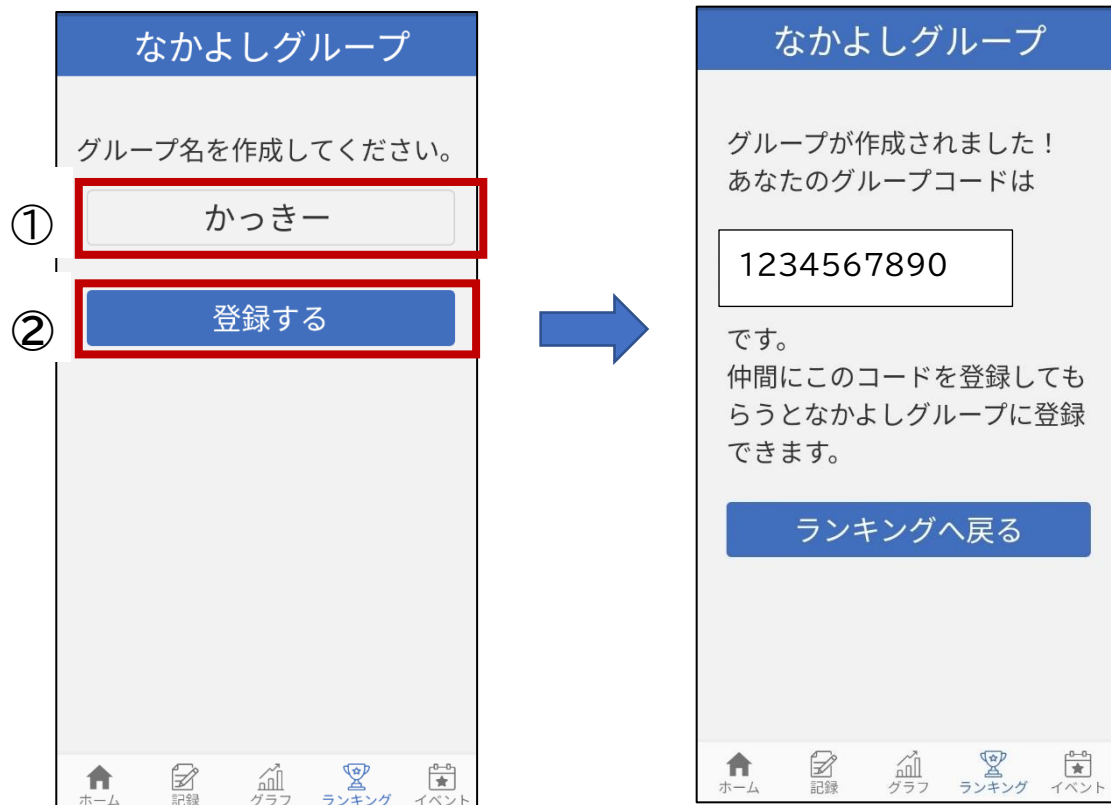 なかよしグループ
グループ名を作成してください。
①
かっきー
②
登録する
ホーム 記録 グラフ ランキング イベント
なかよしグループ
グループが作成されました！
あなたのグループコードは
1234567890
です。
仲間にこのコードを登録しても
らうとなかよしグループに登録
できます。
ランキングへ戻る
ホーム 記録 グラフ ランキング イベント